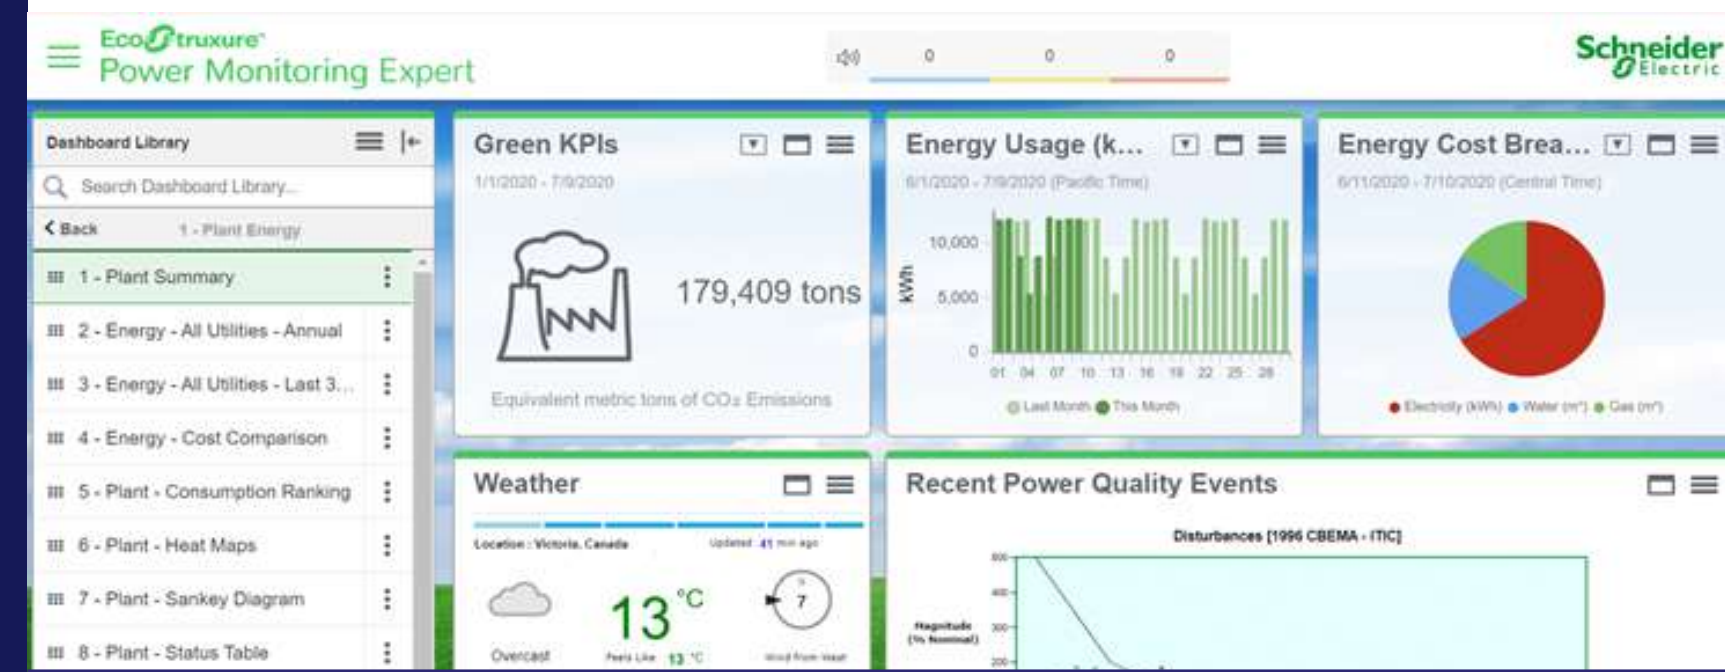 EcoStruxure™
Power Monitoring Expert
0 0 0
Schneider
Electric
Dashboard Library
Search Dashboard Library...
Back 1 - Plant Energy
1 - Plant Summary
2 - Energy - All Utilities - Annual
3 - Energy - All Utilities - Last 3...
4 - Energy - Cost Comparison
5 - Plant - Consumption Ranking
6 - Plant - Heat Maps
7 - Plant - Sankey Diagram
8 - Plant - Status Table
Green KPIs
1/1/2020 - 7/9/2020
179,409 tons
Equivalent metric tons of CO₂ Emissions
Energy Usage (k...
6/1/2020 - 7/9/2020 (Pacific Time)
10,000
kWh
5,000
0
01 04 07 10 13 16 19 22 25 28
Last Month This Month
Energy Cost Brea...
6/11/2020 - 7/10/2020 (Central Time)
Electricity (kWh) Water (m³) Gas (m³)
Weather
Location : Victoria, Canada Updated 41 min ago
13 °C
7
Overcast Feels Like 13 °C Wind from West
Recent Power Quality Events
Disturbances [1996 CBEMA - ITIC]
500
400
Magnitude
(% Nominal)
300
200